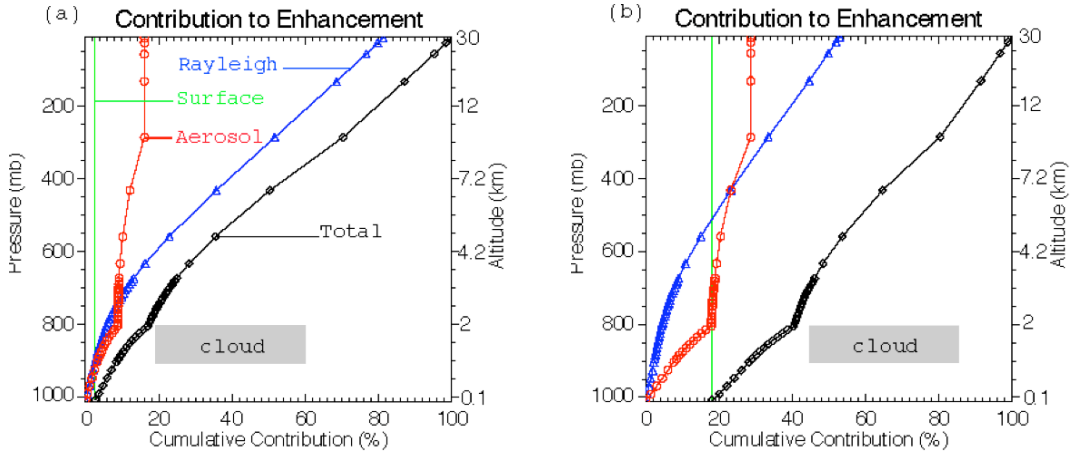 (a) Contribution to Enhancement
Rayleigh
Surface
Aerosol
Total
cloud
200
400
600
800
1000
Pressure (mb)
30
12
7.2
4.2
2
0.1
Altitude (km)
0 20 40 60 80 100
Cumulative Contribution (%)
(b) Contribution to Enhancement
cloud
200
400
600
800
1000
Pressure (mb)
30
12
7.2
4.2
2
0.1
Altitude (km)
0 20 40 60 80 100
Cumulative Contribution (%)